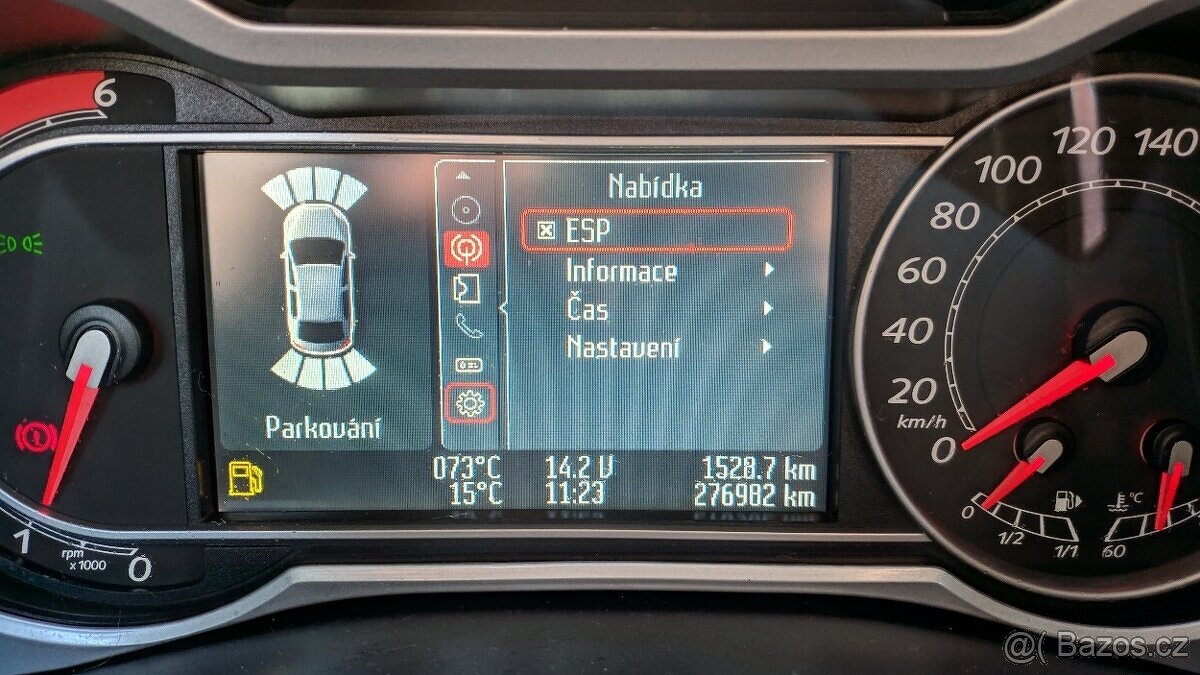 6
Nabídka
ESP
Informace
Čas
Nastavení
Parkování
073°C 14.2 V 1528.7 km
15°C 11:23 276982 km
1
rpm
x1000
0
140
120
100
80
60
40
20
km/h
0
0
1/2
1/1
°C
60
@( Bazos.cz